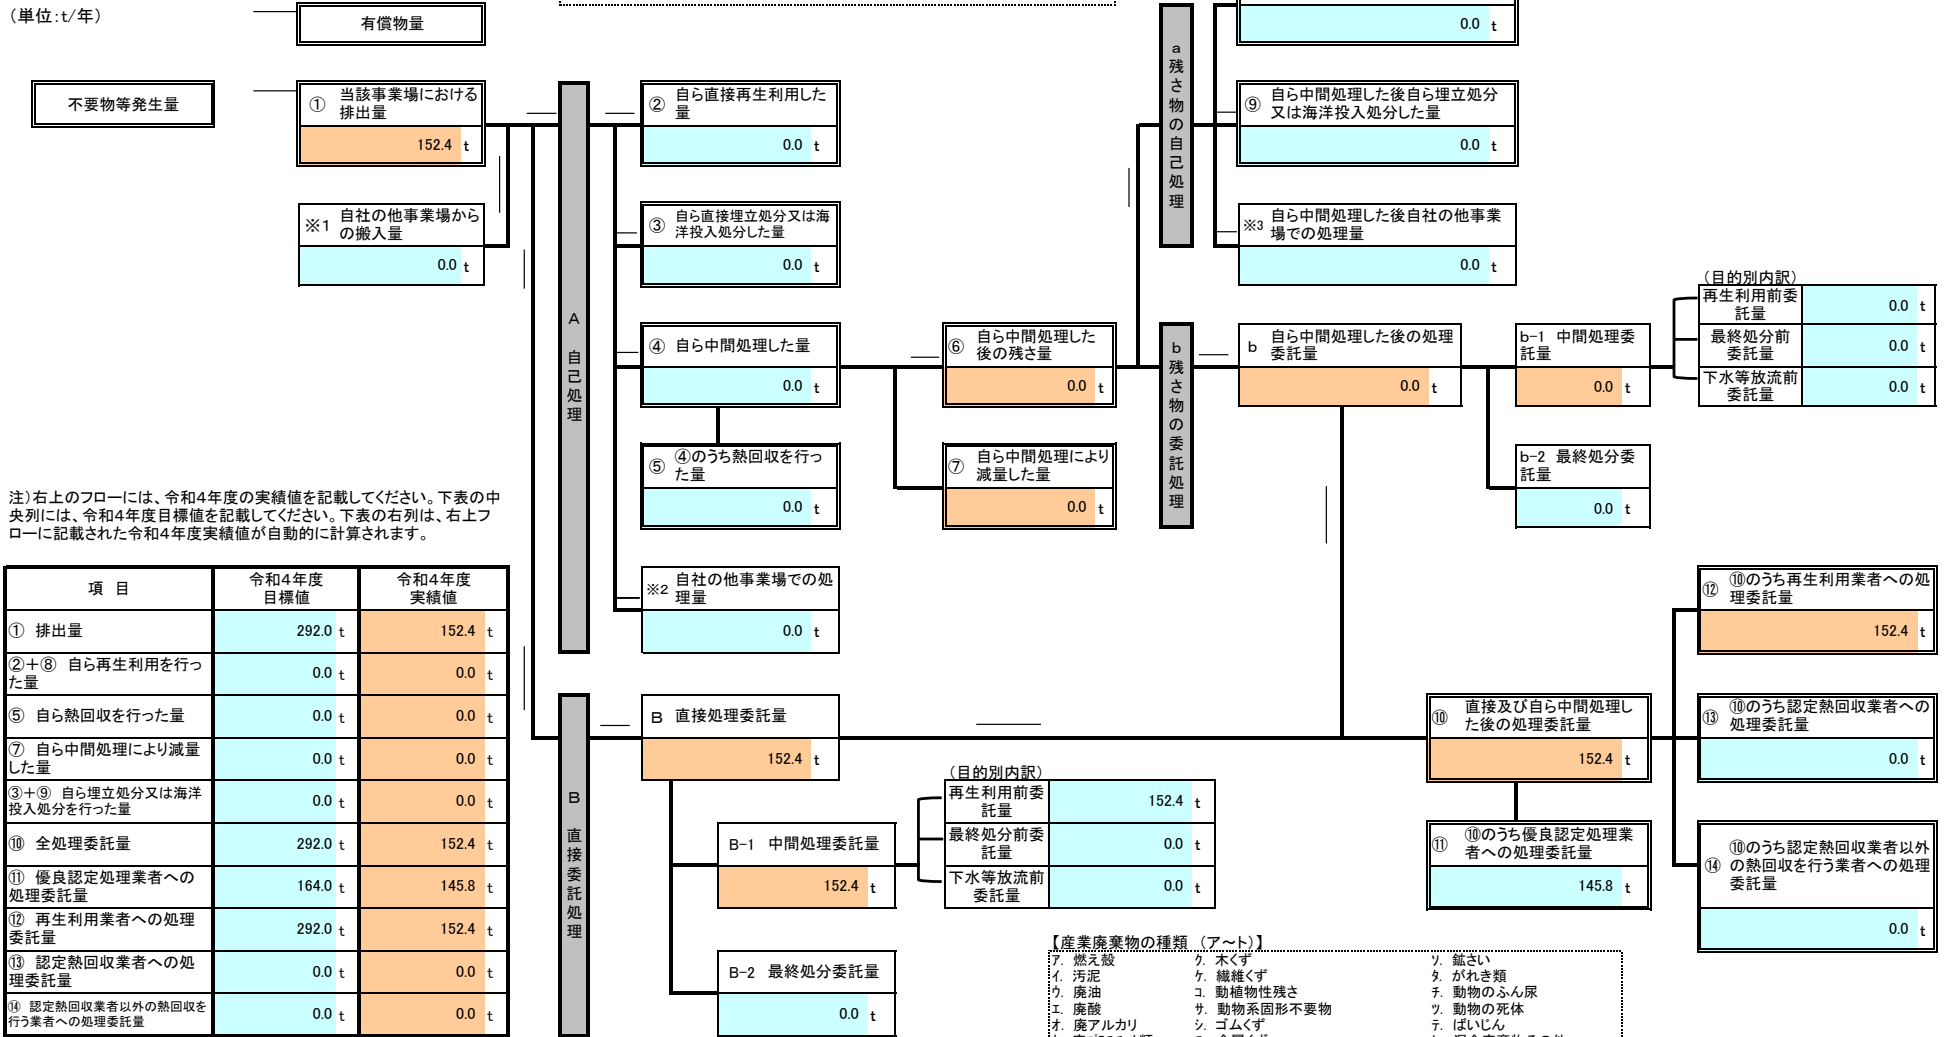 （単位：ｔ/年）
有償物量
0.0 ｔ
不要物等発生量
① 当該事業場における
排出量
152.4 ｔ
※1 自社の他事業場から
の搬入量
0.0 ｔ
Ａ 自己処理
② 自ら直接再生利用した
量
0.0 ｔ
③ 自ら直接埋立処分又は海
洋投入処分した量
0.0 ｔ
④ 自ら中間処理した量
0.0 ｔ
⑤ ④のうち熱回収を行っ
た量
0.0 ｔ
※2 自社の他事業場での処
理量
0.0 ｔ
⑥ 自ら中間処理した
後の残さ量
0.0 ｔ
⑦ 自ら中間処理により
減量した量
0.0 ｔ
ａ残さ物の自己処理
⑨ 自ら中間処理した後自ら埋立処分
又は海洋投入処分した量
0.0 ｔ
※3 自ら中間処理した後自社の他事業
場での処理量
0.0 ｔ
ｂ残さ物の委託処理
ｂ 自ら中間処理した後の処理
委託量
0.0 ｔ
b-1 中間処理委
託量
0.0 ｔ
b-2 最終処分委
託量
0.0 ｔ
（目的別内訳）
再生利用前委
託量
0.0 ｔ
最終処分前
委託量
0.0 ｔ
下水等放流前
委託量
0.0 ｔ
注）右上のフローには、令和４年度の実績値を記載してください。下表の中
央列には、令和４年度目標値を記載してください。下表の右列は、右上フ
ローに記載された令和４年度実績値が自動的に計算されます。
項 目 令和４年度
目標値 令和４年度
実績値
① 排出量 292.0 ｔ 152.4 ｔ
②＋⑧ 自ら再生利用を行っ
た量 0.0 ｔ 0.0 ｔ
⑤ 自ら熱回収を行った量 0.0 ｔ 0.0 ｔ
⑦ 自ら中間処理により減量
した量 0.0 ｔ 0.0 ｔ
③＋⑨ 自ら埋立処分又は海洋
投入処分を行った量 0.0 ｔ 0.0 ｔ
⑩ 全処理委託量 292.0 ｔ 152.4 ｔ
⑪ 優良認定処理業者への
処理委託量 164.0 ｔ 145.8 ｔ
⑫ 再生利用業者への処理
委託量 292.0 ｔ 152.4 ｔ
⑬ 認定熱回収業者への処
理委託量 0.0 ｔ 0.0 ｔ
⑭ 認定熱回収業者以外の熱回収を
行う業者への処理委託量 0.0 ｔ 0.0 ｔ
Ｂ 直接委託処理
Ｂ 直接処理委託量
152.4 ｔ
B-1 中間処理委託量
152.4 ｔ
B-2 最終処分委託量
0.0 ｔ
（目的別内訳）
再生利用前委
託量
152.4 ｔ
最終処分前委
託量
0.0 ｔ
下水等放流前
委託量
0.0 ｔ
⑩ 直接及び自ら中間処理し
た後の処理委託量
152.4 ｔ
⑪ ⑩のうち優良認定処理業
者への処理委託量
145.8 ｔ
⑫ ⑩のうち再生利用業者への処
理委託量
152.4 ｔ
⑬ ⑩のうち認定熱回収業者への
処理委託量
0.0 ｔ
⑭ ⑩のうち認定熱回収業者以外
の熱回収を行う業者への処理
委託量
0.0 ｔ
【産業廃棄物の種類 （ア～ト）】
ア. 燃え殻 ク. 木くず ソ. 鉱さい
イ. 汚泥 ケ. 繊維くず タ. がれき類
ウ. 廃油 コ. 動植物性残さ チ. 動物のふん尿
エ. 廃酸 サ. 動物系固形不要物 ツ. 動物の死体
オ. 廃アルカリ シ. ゴムくず テ. ばいじん